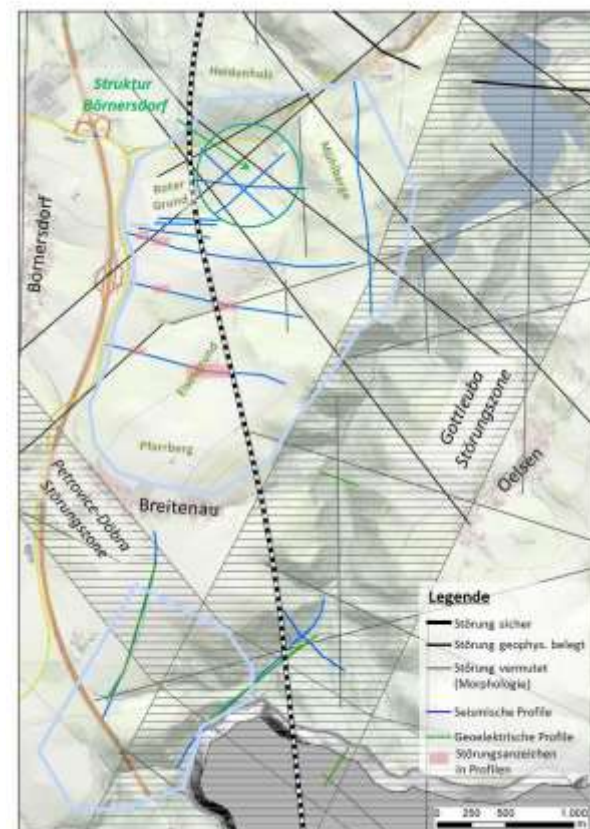 Struktur
Börnersdorf
Heidenholz
Mühlberge
Roter
Grund
Börnersdorf
Gottleuba
Störungszone
Oelsen
Pfarrberg
Breitenau
Petrovice-Döbra
Störungszone
Legende
Störung sicher
Störung geophys. belegt
Störung vermutet
(Morphologie)
Seismische Profile
Geoelektrische Profile
Störungsanzeichen
in Profilen
0 250 500 1.000
m